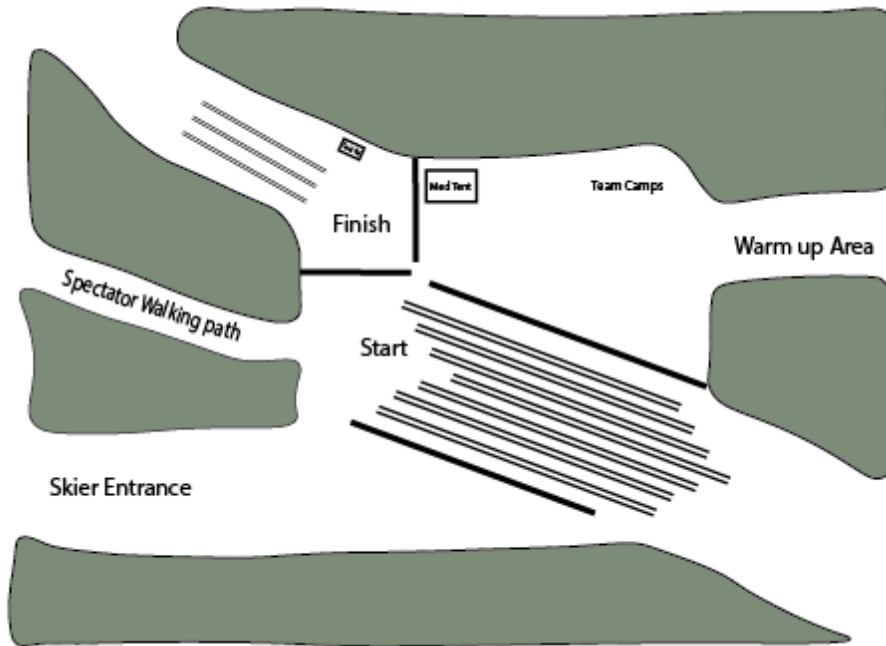 Med Tent
Team Camps
Finish
Warm up Area
Spectator Walking path
Start
Skier Entrance